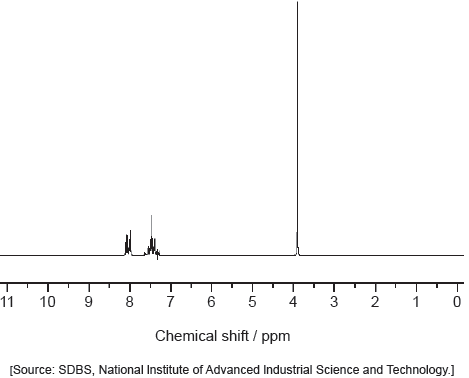 11 10 9 8 7 6 5 4 3 2 1 0
Chemical shift / ppm
[Source: SDBS, National Institute of Advanced Industrial Science and Technology.]